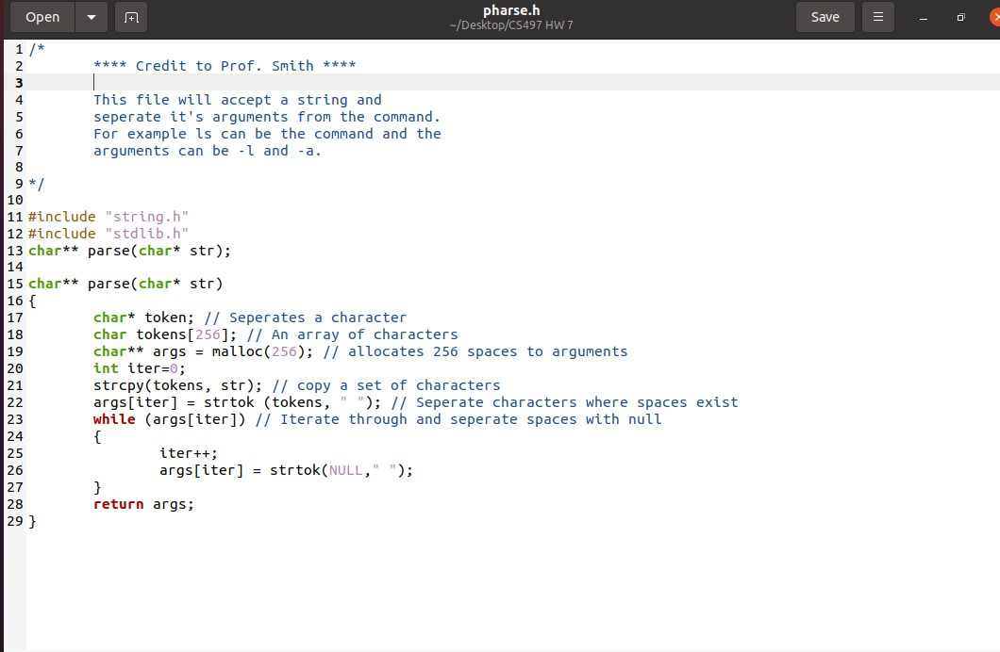 Open
pharse.h
~/Desktop/CS497 HW 7
Save
1 /*
2 **** Credit to Prof. Smith ****
3
4 This file will accept a string and
5 seperate it's arguments from the command.
6 For example ls can be the command and the
7 arguments can be -l and -a.
8
9 */
10
11 #include "string.h"
12 #include "stdlib.h"
13 char** parse(char* str);
14
15 char** parse(char* str)
16 {
17 char* token; // Seperates a character
18 char tokens[256]; // An array of characters
19 char** args = malloc(256); // allocates 256 spaces to arguments
20 int iter=0;
21 strcpy(tokens, str); // copy a set of characters
22 args[iter] = strtok (tokens, " "); // Seperate characters where spaces exist
23 while (args[iter]) // Iterate through and seperate spaces with null
24 {
25 iter++;
26 args[iter] = strtok(NULL," ");
27 }
28 return args;
29 }